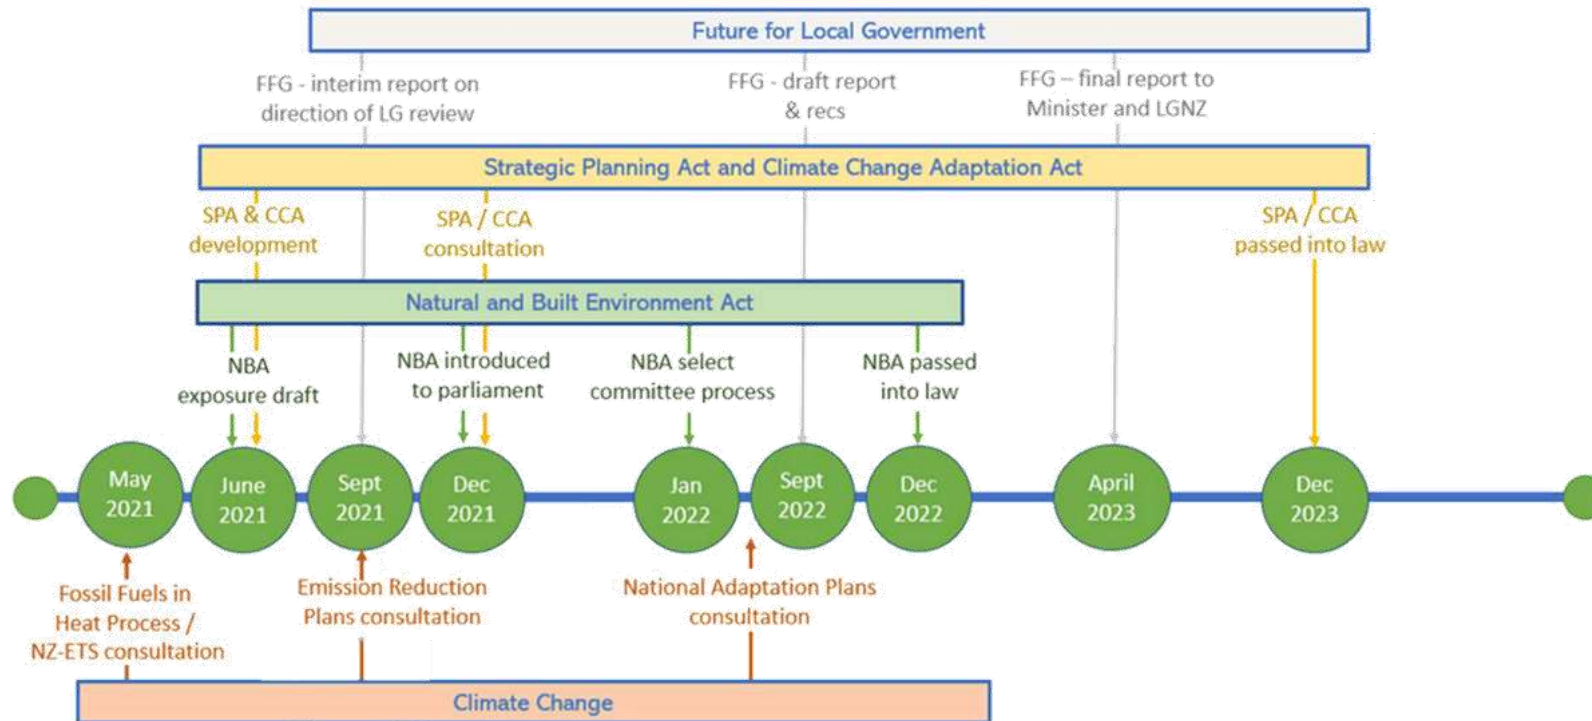 Future for Local Government
FFG - interim report on
direction of LG review
FFG - draft report
& recs
FFG – final report to
Minister and LGNZ
Strategic Planning Act and Climate Change Adaptation Act
SPA & CCA
development
SPA / CCA
consultation
SPA / CCA
passed into law
Natural and Built Environment Act
NBA
exposure draft
NBA introduced
to parliament
NBA select
committee process
NBA passed
into law
May
2021
June
2021
Sept
2021
Dec
2021
Jan
2022
Sept
2022
Dec
2022
April
2023
Dec
2023
Fossil Fuels in
Heat Process /
NZ-ETS consultation
Emission Reduction
Plans consultation
National Adaptation Plans
consultation
Climate Change